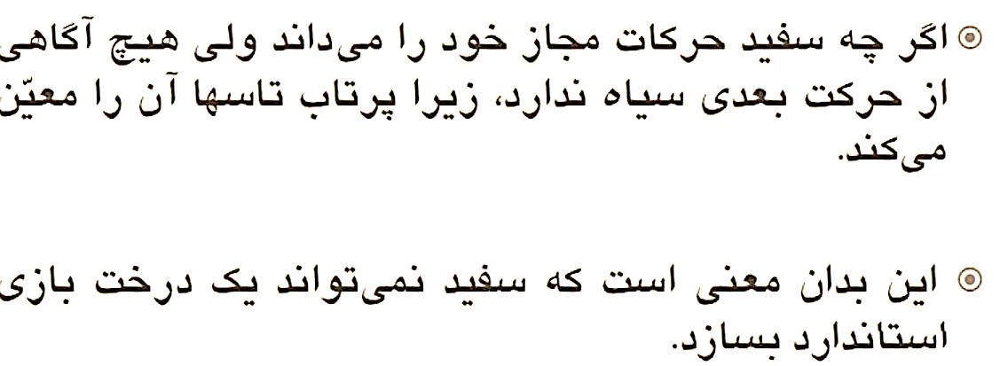 اگر چه سفید حرکات مجاز خود را می‌داند ولی هیچ آگاهی
از حرکت بعدی سیاه ندارد، زیرا پرتاب تاسها آن را معیّن
می‌کند.
این بدان معنی است که سفید نمی‌تواند یک درخت بازی
استاندارد بسازد.